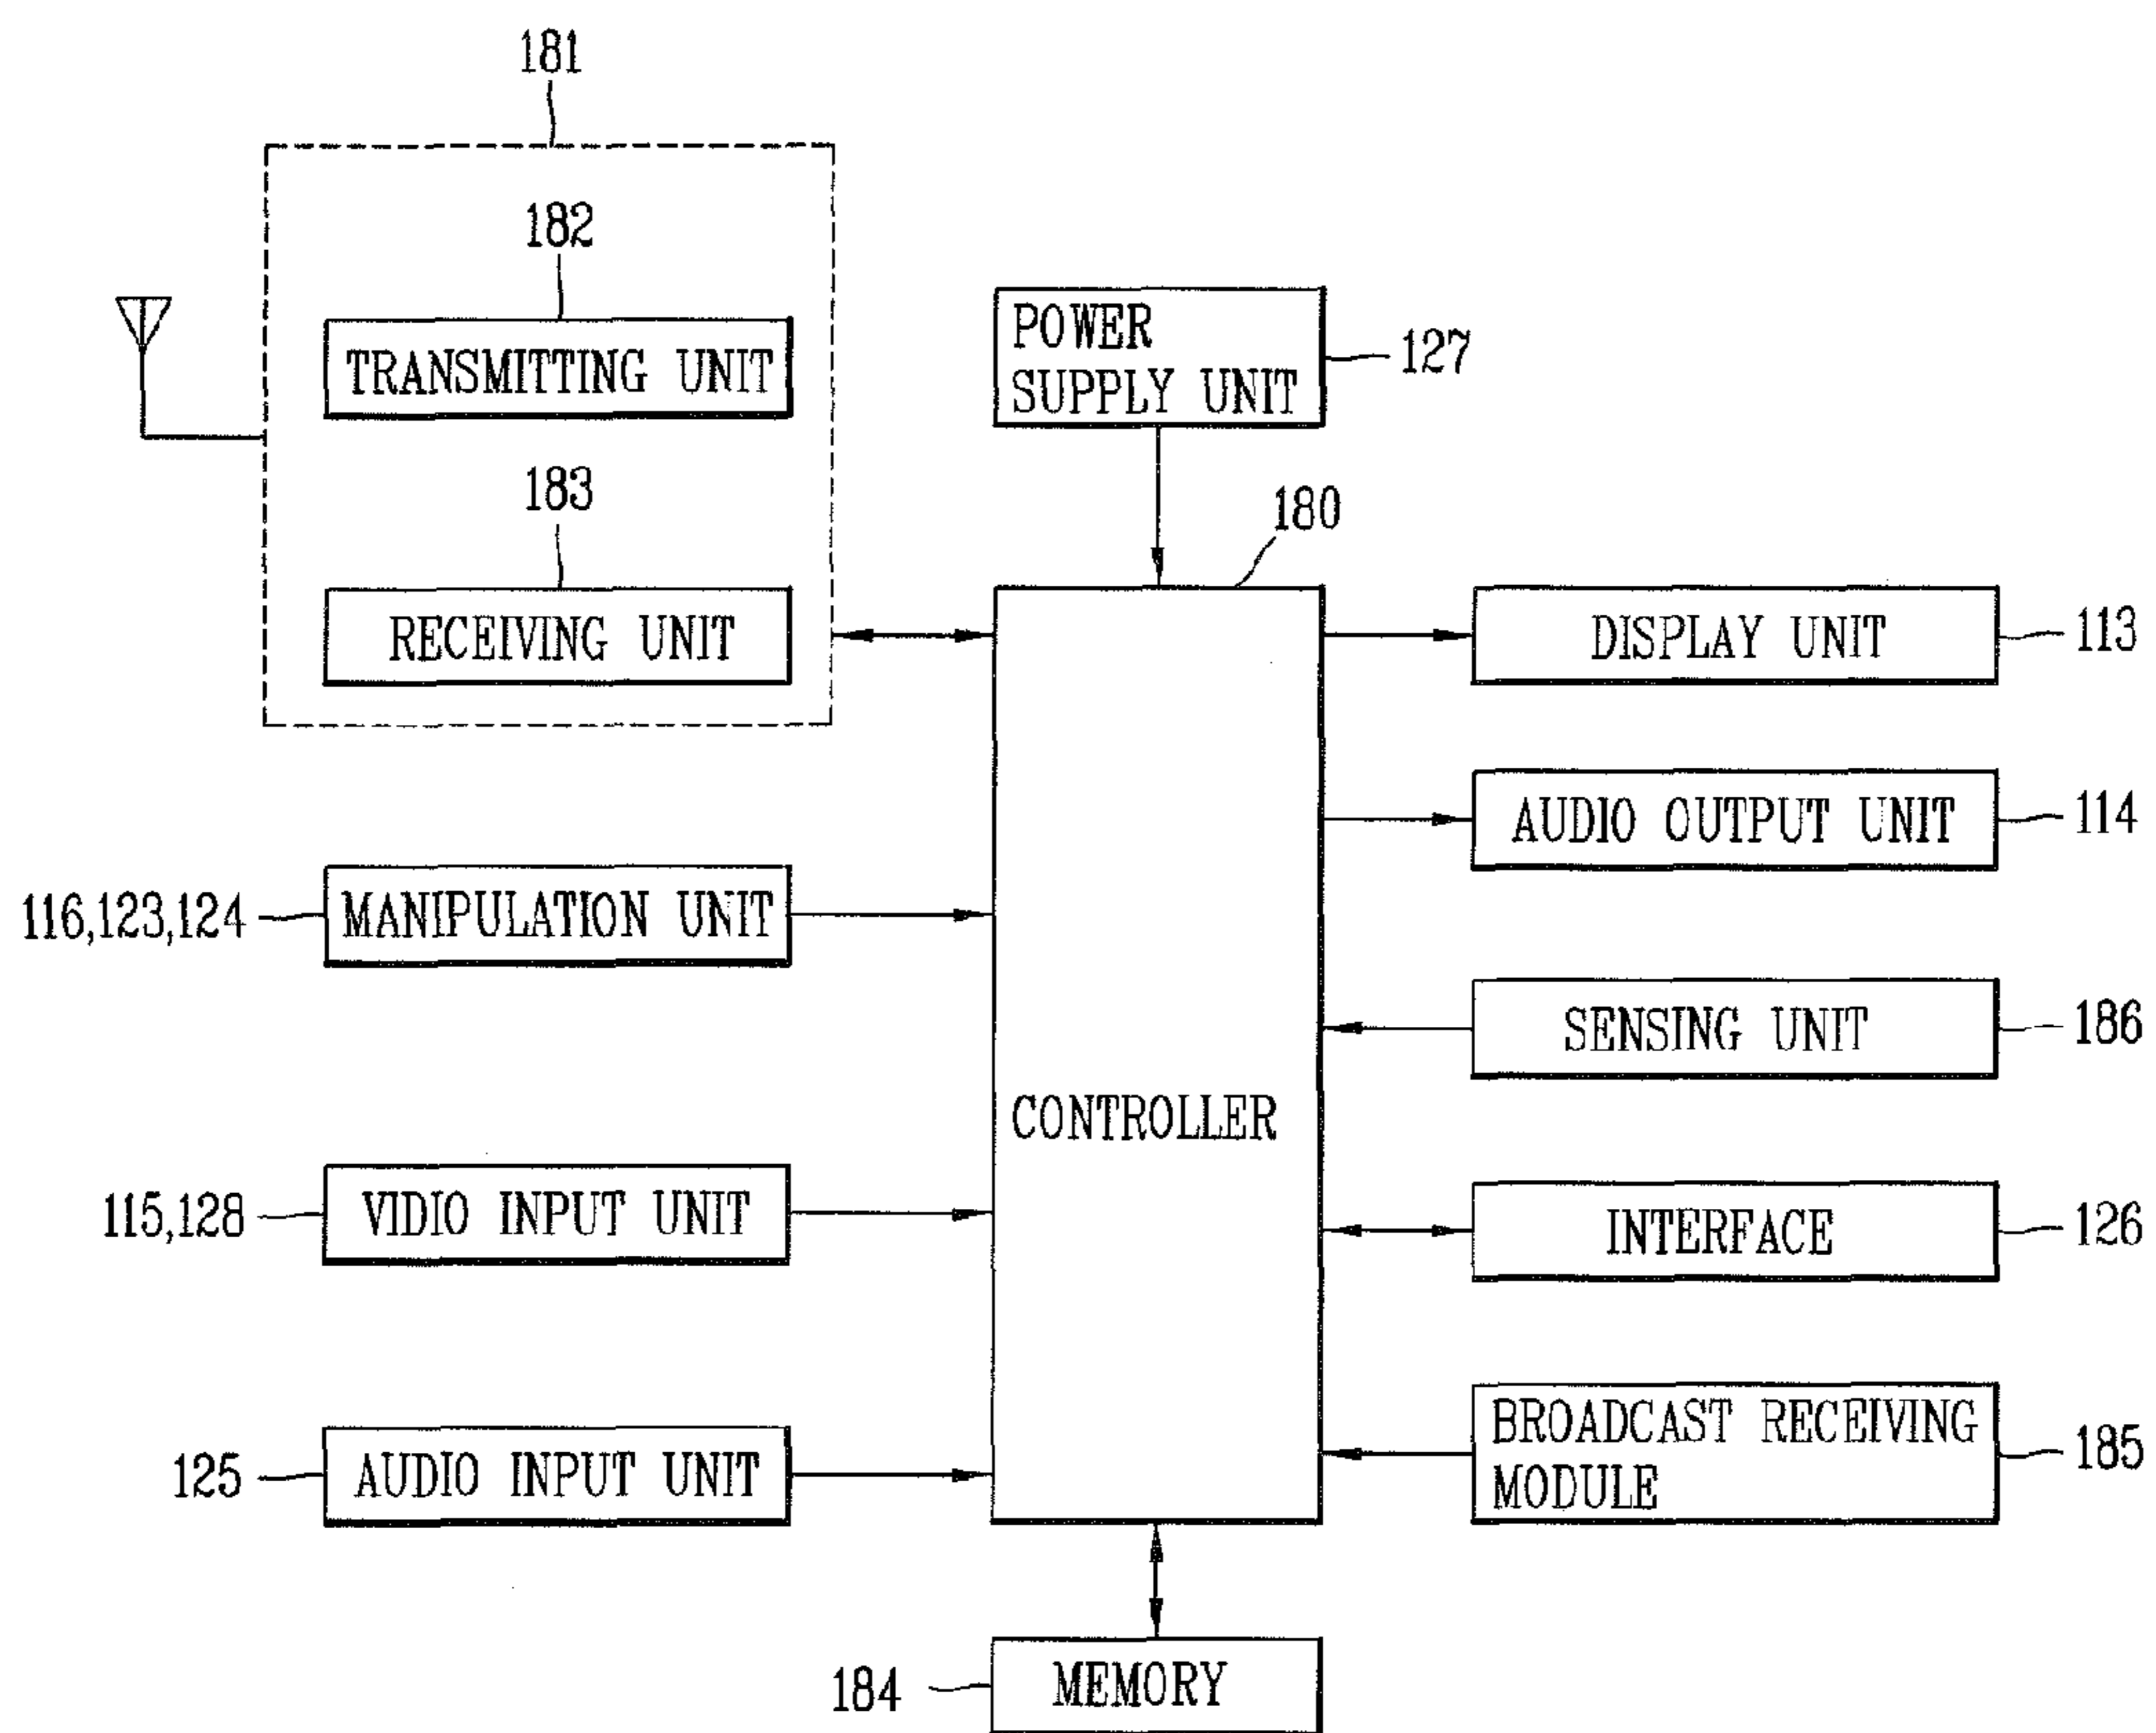 181
182
TRANSMITTING UNIT
183
RECEIVING UNIT
POWER
SUPPLY UNIT
127
180
CONTROLLER
DISPLAY UNIT
113
AUDIO OUTPUT UNIT
114
116,123,124
MANIPULATION UNIT
SENSING UNIT
186
115,128
VIDIO INPUT UNIT
INTERFACE
126
125
AUDIO INPUT UNIT
BROADCAST RECEIVING
MODULE
185
184
MEMORY